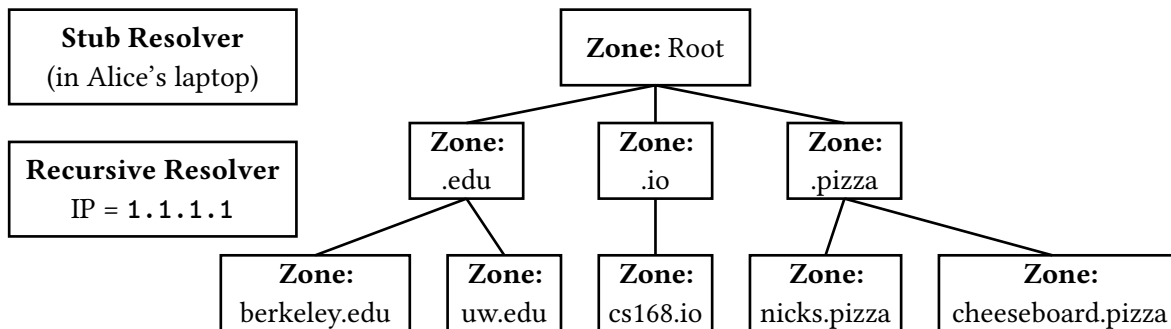 Stub Resolver
(in Alice's laptop)
Recursive Resolver
IP = 1.1.1.1
Zone: Root
Zone:
.edu
Zone:
.io
Zone:
.pizza
Zone:
berkeley.edu
Zone:
uw.edu
Zone:
cs168.io
Zone:
nicks.pizza
Zone:
cheeseboard.pizza